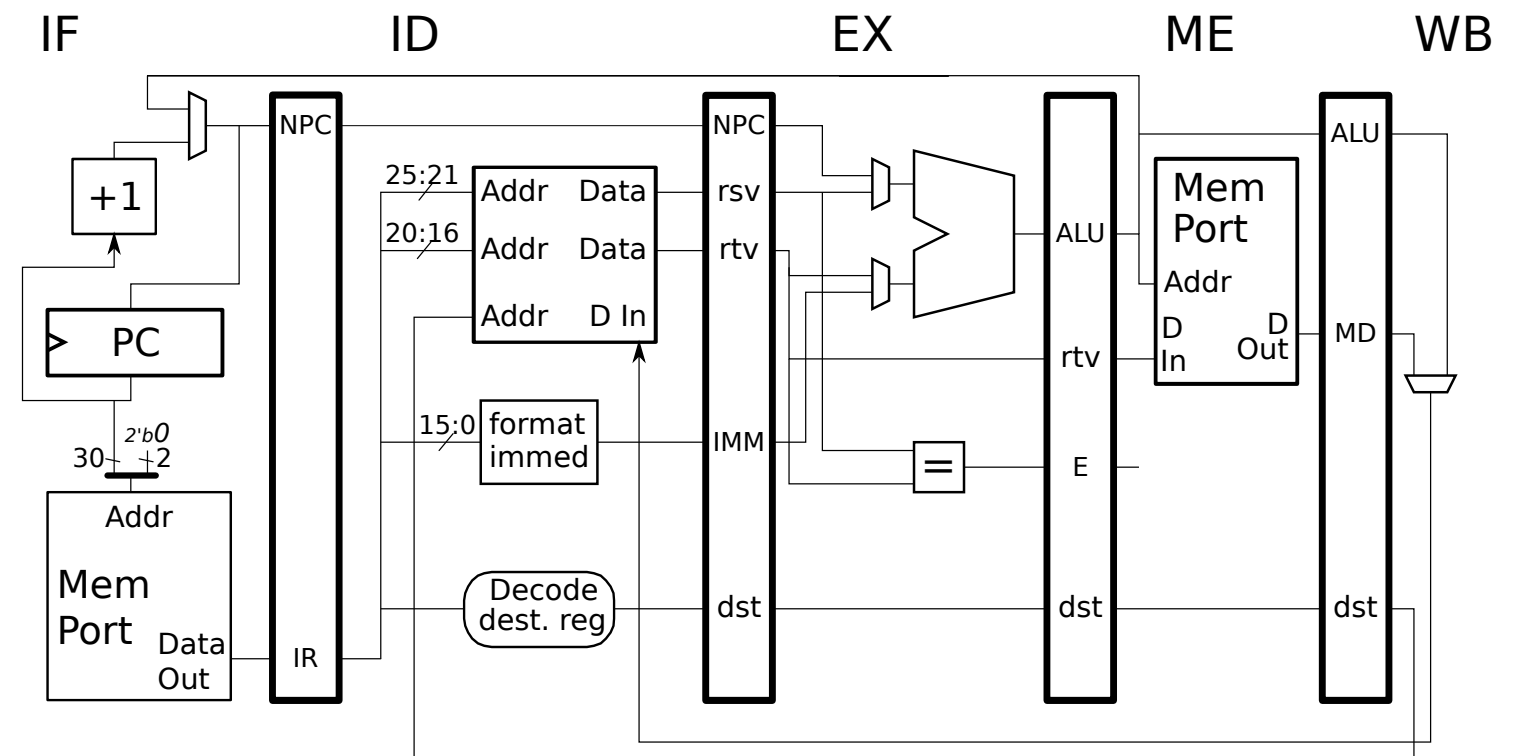 IF
ID
EX
ME
WB
+1
PC
2'b0
30
2
Addr
Mem
Port
Data
Out
NPC
IR
25:21
20:16
Addr
Data
Addr
Data
Addr
D In
15:0
format
immed
Decode
dest. reg
NPC
rsv
rtv
IMM
dst
=
ALU
rtv
E
dst
Mem
Port
Addr
D
In
D
Out
ALU
MD
dst